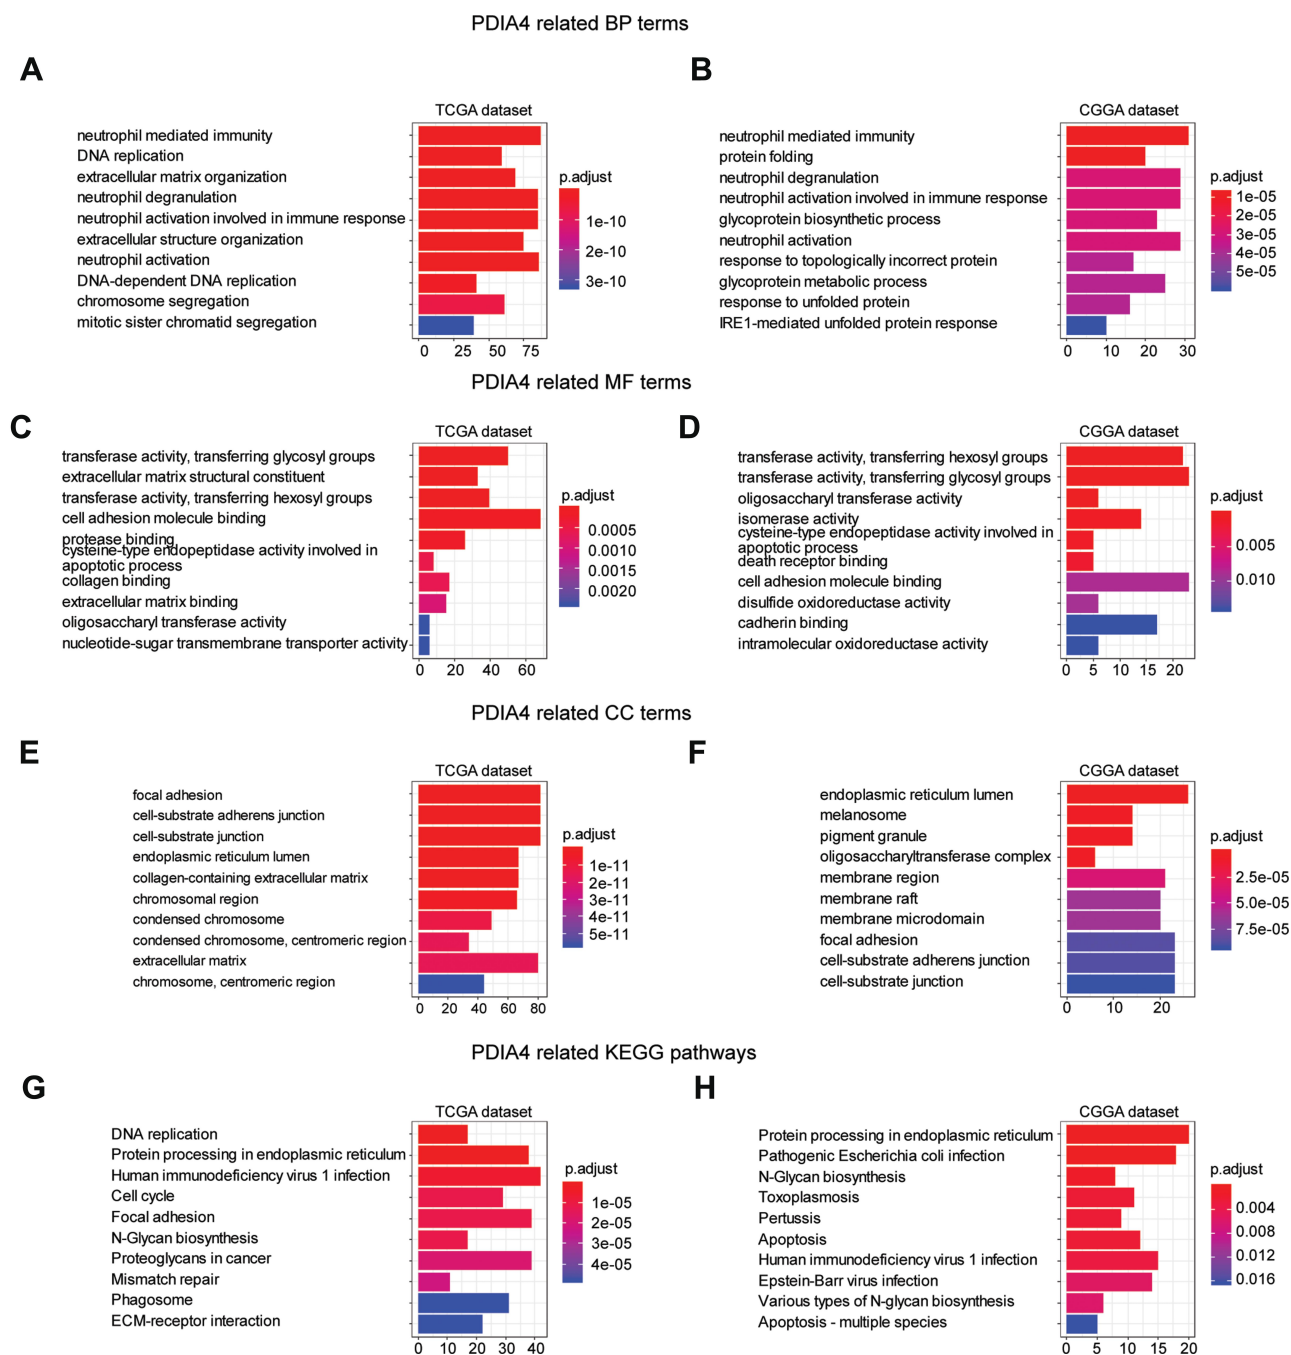 PDIA4 related BP terms
A
TCGA dataset
neutrophil mediated immunity
DNA replication
extracellular matrix organization
neutrophil degranulation
neutrophil activation involved in immune response
extracellular structure organization
neutrophil activation
DNA-dependent DNA replication
chromosome segregation
mitotic sister chromatid segregation
0 25 50 75
p.adjust
1e-10
2e-10
3e-10
B
CGGA dataset
neutrophil mediated immunity
protein folding
neutrophil degranulation
neutrophil activation involved in immune response
glycoprotein biosynthetic process
neutrophil activation
response to topologically incorrect protein
glycoprotein metabolic process
response to unfolded protein
IRE1-mediated unfolded protein response
0 10 20 30
p.adjust
1e-05
2e-05
3e-05
4e-05
5e-05
PDIA4 related MF terms
C
TCGA dataset
transferase activity, transferring glycosyl groups
extracellular matrix structural constituent
transferase activity, transferring hexosyl groups
cell adhesion molecule binding
protease binding
cysteine-type endopeptidase activity involved in
apoptotic process
collagen binding
extracellular matrix binding
oligosaccharyl transferase activity
nucleotide-sugar transmembrane transporter activity
0 20 40 60
p.adjust
0.0005
0.0010
0.0015
0.0020
D
CGGA dataset
transferase activity, transferring hexosyl groups
transferase activity, transferring glycosyl groups
oligosaccharyl transferase activity
isomerase activity
cysteine-type endopeptidase activity involved in
apoptotic process
death receptor binding
cell adhesion molecule binding
disulfide oxidoreductase activity
cadherin binding
intramolecular oxidoreductase activity
0 5 10 15 20
p.adjust
0.005
0.010
PDIA4 related CC terms
E
TCGA dataset
focal adhesion
cell-substrate adherens junction
cell-substrate junction
endoplasmic reticulum lumen
collagen-containing extracellular matrix
chromosomal region
condensed chromosome
condensed chromosome, centromeric region
extracellular matrix
chromosome, centromeric region
0 20 40 60 80
p.adjust
1e-11
2e-11
3e-11
4e-11
5e-11
F
CGGA dataset
endoplasmic reticulum lumen
melanosome
pigment granule
oligosaccharyltransferase complex
membrane region
membrane raft
membrane microdomain
focal adhesion
cell-substrate adherens junction
cell-substrate junction
0 10 20
p.adjust
2.5e-05
5.0e-05
7.5e-05
PDIA4 related KEGG pathways
G
TCGA dataset
DNA replication
Protein processing in endoplasmic reticulum
Human immunodeficiency virus 1 infection
Cell cycle
Focal adhesion
N-Glycan biosynthesis
Proteoglycans in cancer
Mismatch repair
Phagosome
ECM-receptor interaction
0 10 20 30 40
p.adjust
1e-05
2e-05
3e-05
4e-05
H
CGGA dataset
Protein processing in endoplasmic reticulum
Pathogenic Escherichia coli infection
N-Glycan biosynthesis
Toxoplasmosis
Pertussis
Apoptosis
Human immunodeficiency virus 1 infection
Epstein-Barr virus infection
Various types of N-glycan biosynthesis
Apoptosis - multiple species
0 5 10 15 20
p.adjust
0.004
0.008
0.012
0.016